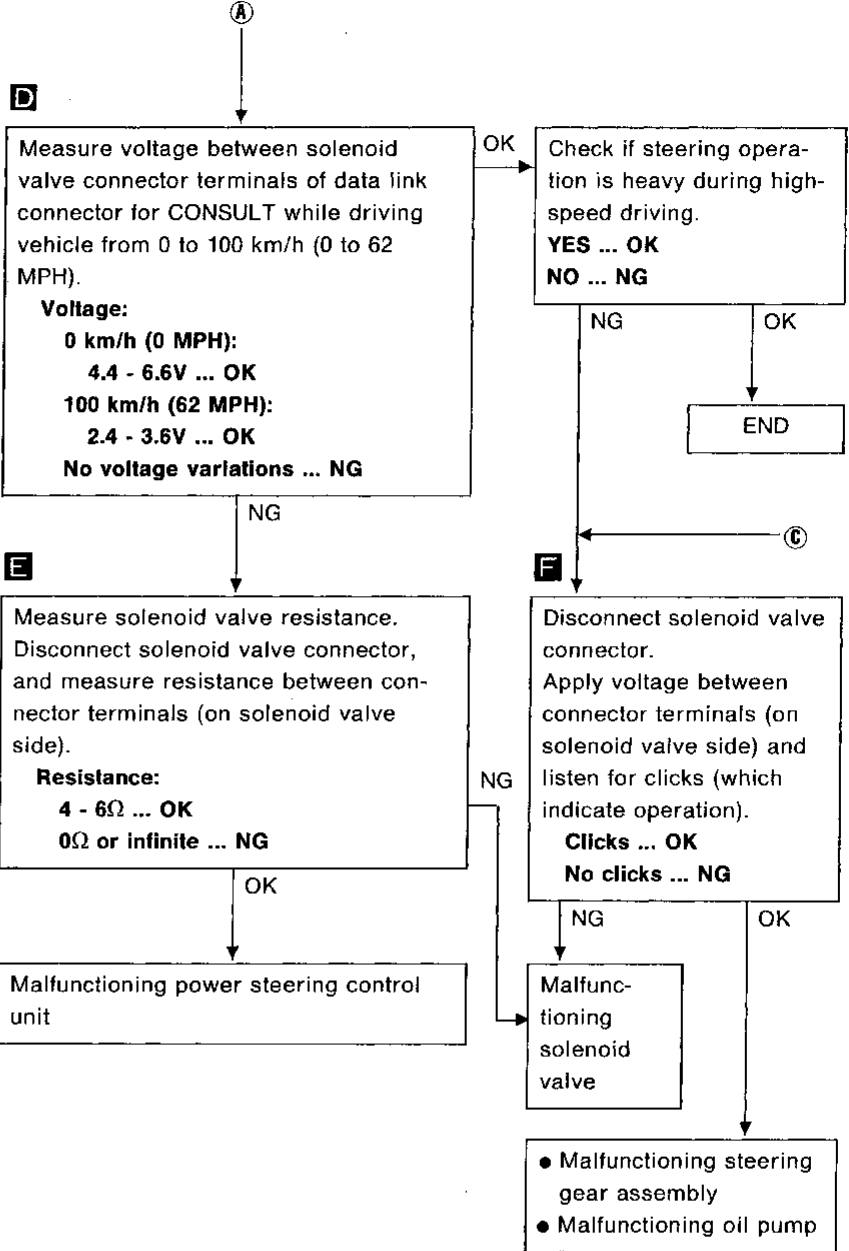 A
D
Measure voltage between solenoid
valve connector terminals of data link
connector for CONSULT while driving
vehicle from 0 to 100 km/h (0 to 62
MPH).
Voltage:
0 km/h (0 MPH):
4.4 - 6.6V ... OK
100 km/h (62 MPH):
2.4 - 3.6V ... OK
No voltage variations ... NG
OK
Check if steering opera-
tion is heavy during high-
speed driving.
YES ... OK
NO ... NG
NG
OK
END
NG
C
E
Measure solenoid valve resistance.
Disconnect solenoid valve connector,
and measure resistance between con-
nector terminals (on solenoid valve
side).
Resistance:
4 - 6Ω ... OK
0Ω or infinite ... NG
NG
OK
F
Disconnect solenoid valve
connector.
Apply voltage between
connector terminals (on
solenoid valve side) and
listen for clicks (which
indicate operation).
Clicks ... OK
No clicks ... NG
NG
OK
Malfunctioning power steering control
unit
Malfunc-
tioning
solenoid
valve
● Malfunctioning steering
gear assembly
● Malfunctioning oil pump